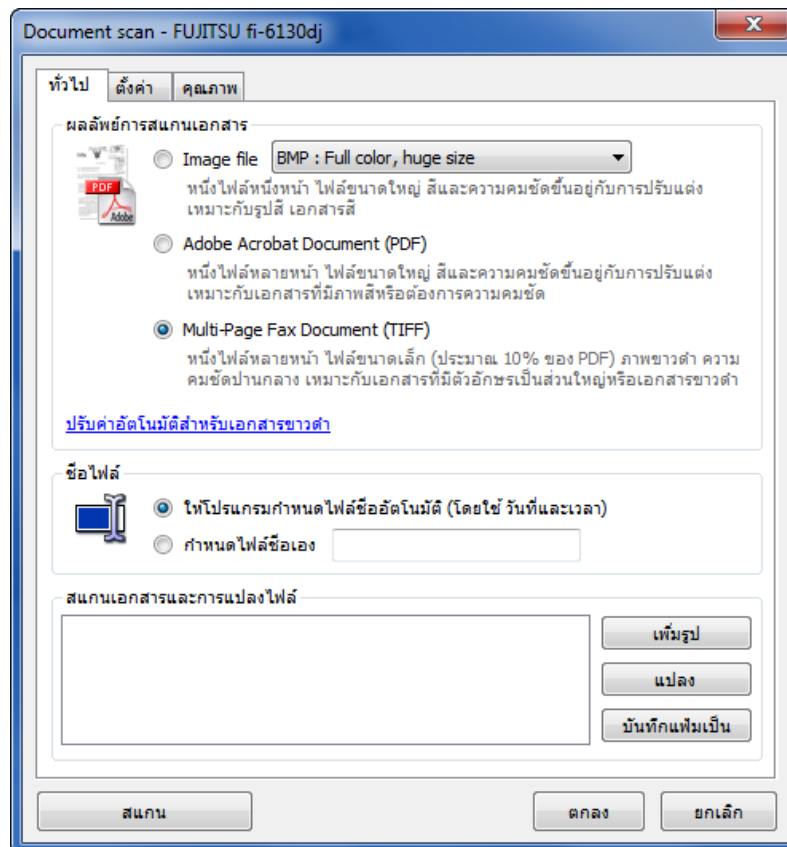 Document scan - FUJITSU fi-6130dj
ทั่วไป ตั้งค่า คุณภาพ
ผลลัพย์การสแกนเอกสาร
Image file BMP : Full color, huge size
หนึ่งไฟล์หนึ่งหน้า ไฟล์ขนาดใหญ่ สีและความคมชัดขึ้นอยู่กับการปรับแต่ง
เหมาะกับรูปสี เอกสารสี
PDF
Adobe
Adobe Acrobat Document (PDF)
หนึ่งไฟล์หลายหน้า ไฟล์ขนาดใหญ่ สีและความคมชัดขึ้นอยู่กับการปรับแต่ง
เหมาะกับเอกสารที่มีภาพสีหรือต้องการความคมชัด
Multi-Page Fax Document (TIFF)
หนึ่งไฟล์หลายหน้า ไฟล์ขนาดเล็ก (ประมาณ 10% ของ PDF) ภาพขาวดำ ความ
คมชัดปานกลาง เหมาะกับเอกสารที่มีตัวอักษรเป็นส่วนใหญ่หรือเอกสารขาวดำ
ปรับค่าอัตโนมัติสำหรับเอกสารขาวดำ
ชื่อไฟล์
ให้โปรแกรมกำหนดไฟล์ชื่ออัตโนมัติ (โดยใช้ วันที่และเวลา)
กำหนดไฟล์ชื่อเอง
สแกนเอกสารและการแปลงไฟล์
เพิ่มรูป
แปลง
บันทึกแฟ้มเป็น
สแกน ตกลง ยกเลิก